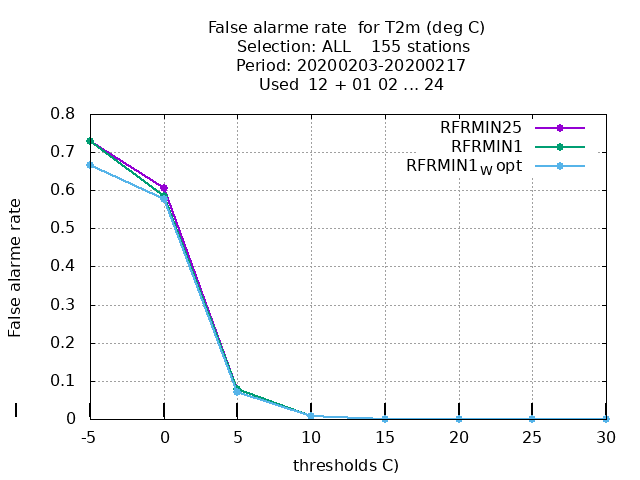 False alarme rate for T2m (deg C)
Selection: ALL 155 stations
Period: 20200203-20200217
Used 12 + 01 02 ... 24
RFRMIN25
RFRMIN1
RFRMIN1W opt
False alarme rate
0.8
0.7
0.6
0.5
0.4
0.3
0.2
0.1
0
-5 0 5 10 15 20 25 30
thresholds C)